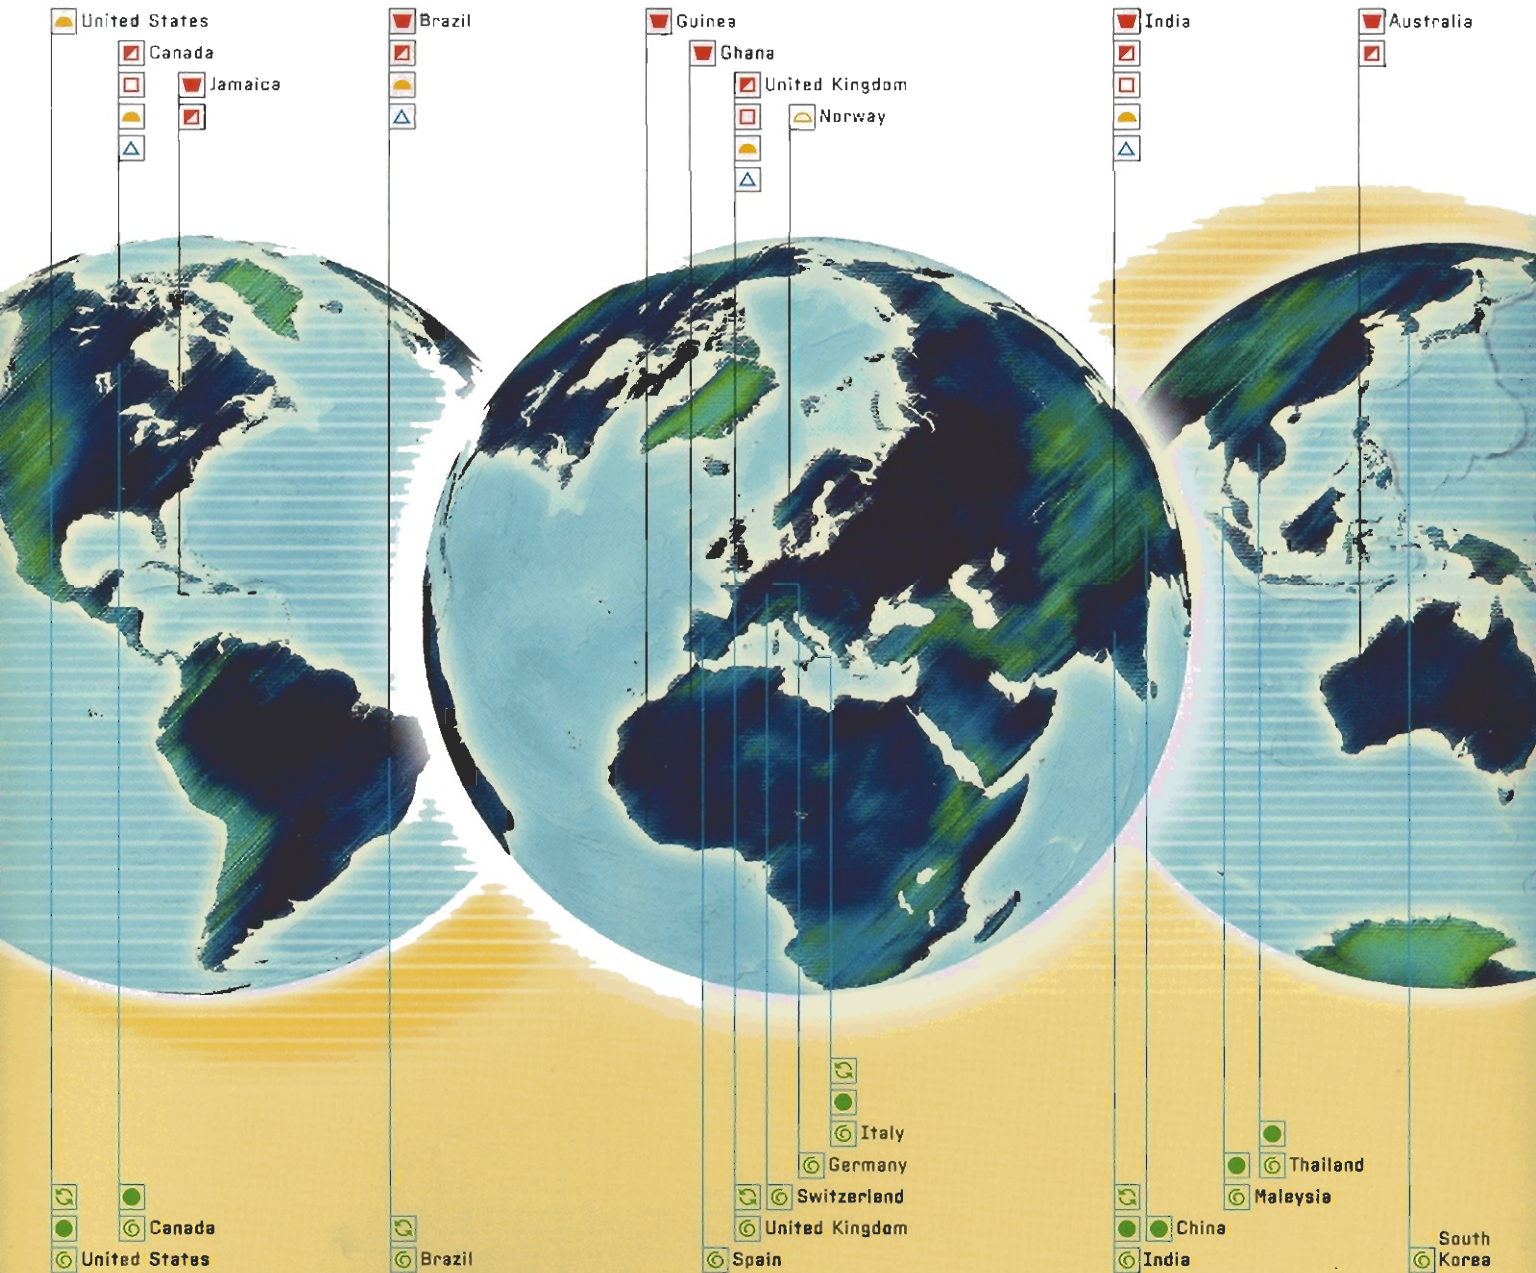 United States
Brazil
Guinea
India
Australia
Canada
Ghana
Jamaica
United Kingdom
Norway
Italy
Germany
Thailand
Switzerland
Malaysia
Canada
United Kingdom
China
South
Korea
United States
Brazil
Spain
India